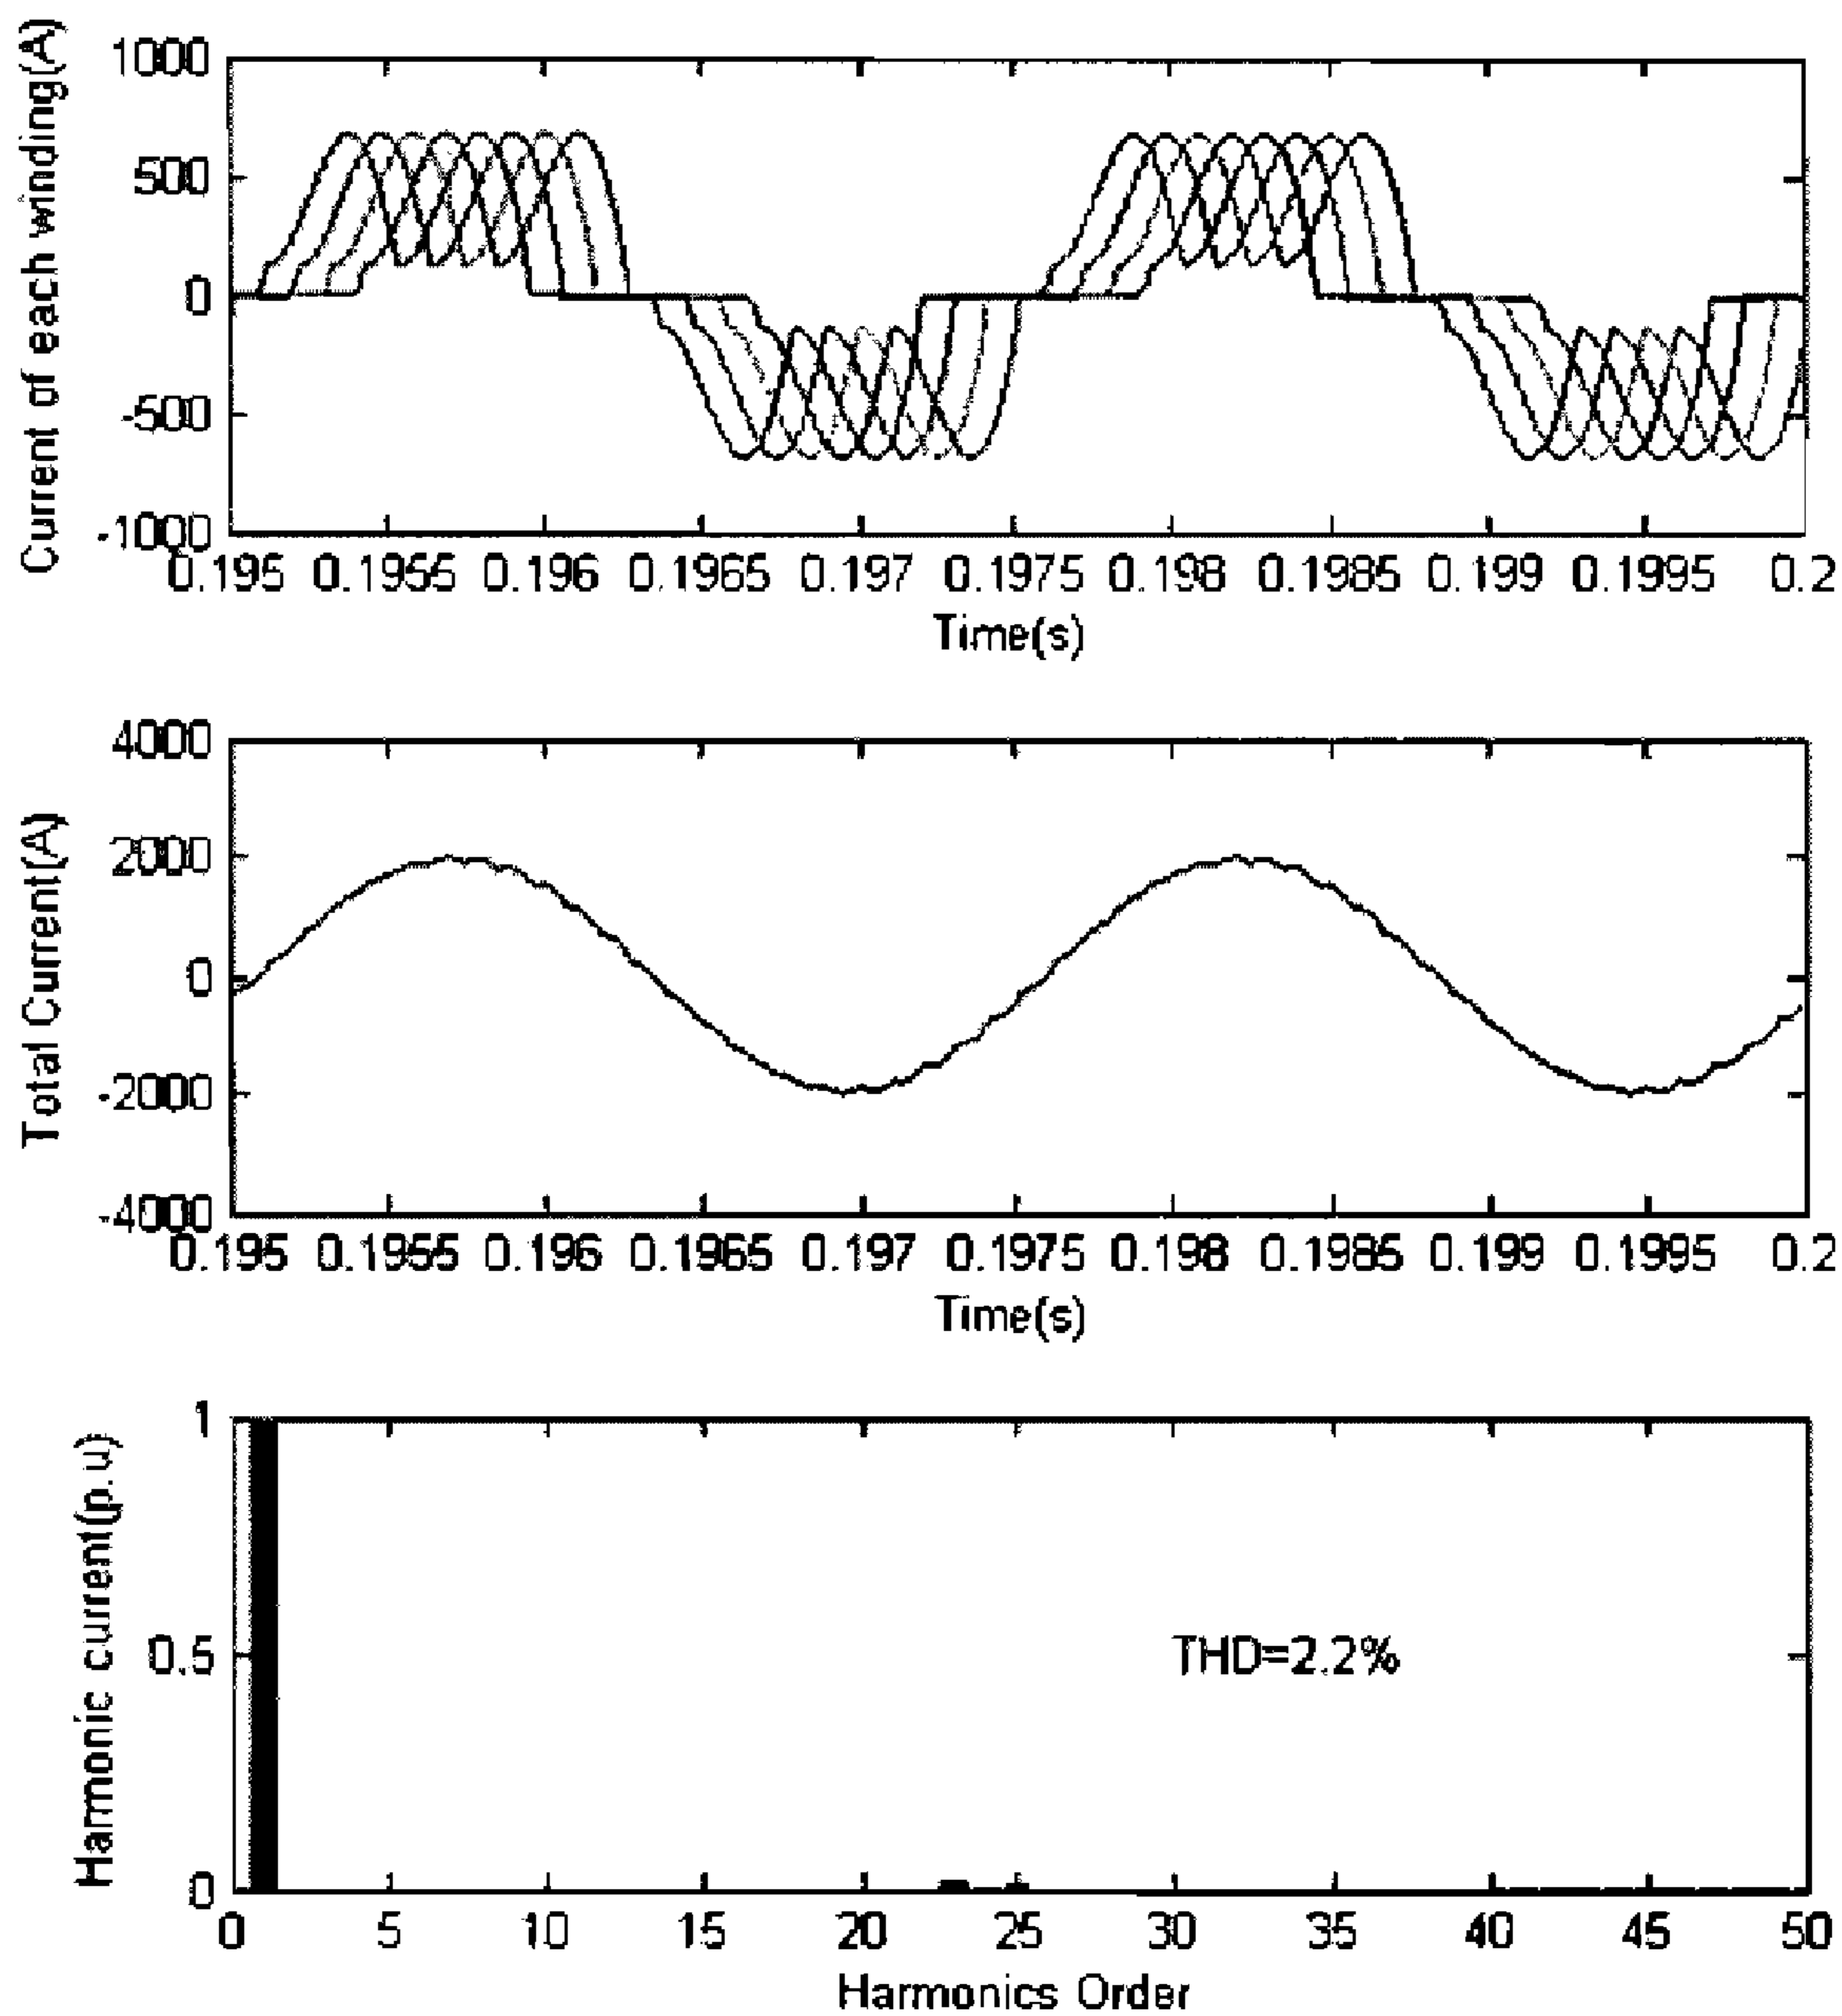 Current of each winding(A)
1000
500
0
-500
-1000
0.195 0.1955 0.196 0.1965 0.197 0.1975 0.198 0.1985 0.199 0.1995 0.2
Time(s)
Total Current(A)
4000
2000
0
-2000
-4000
0.195 0.1955 0.196 0.1965 0.197 0.1975 0.198 0.1985 0.199 0.1995 0.2
Time(s)
Harmonic current(p.u)
1
0.5
0
THD=2.2%
0 5 10 15 20 25 30 35 40 45 50
Harmonics Order